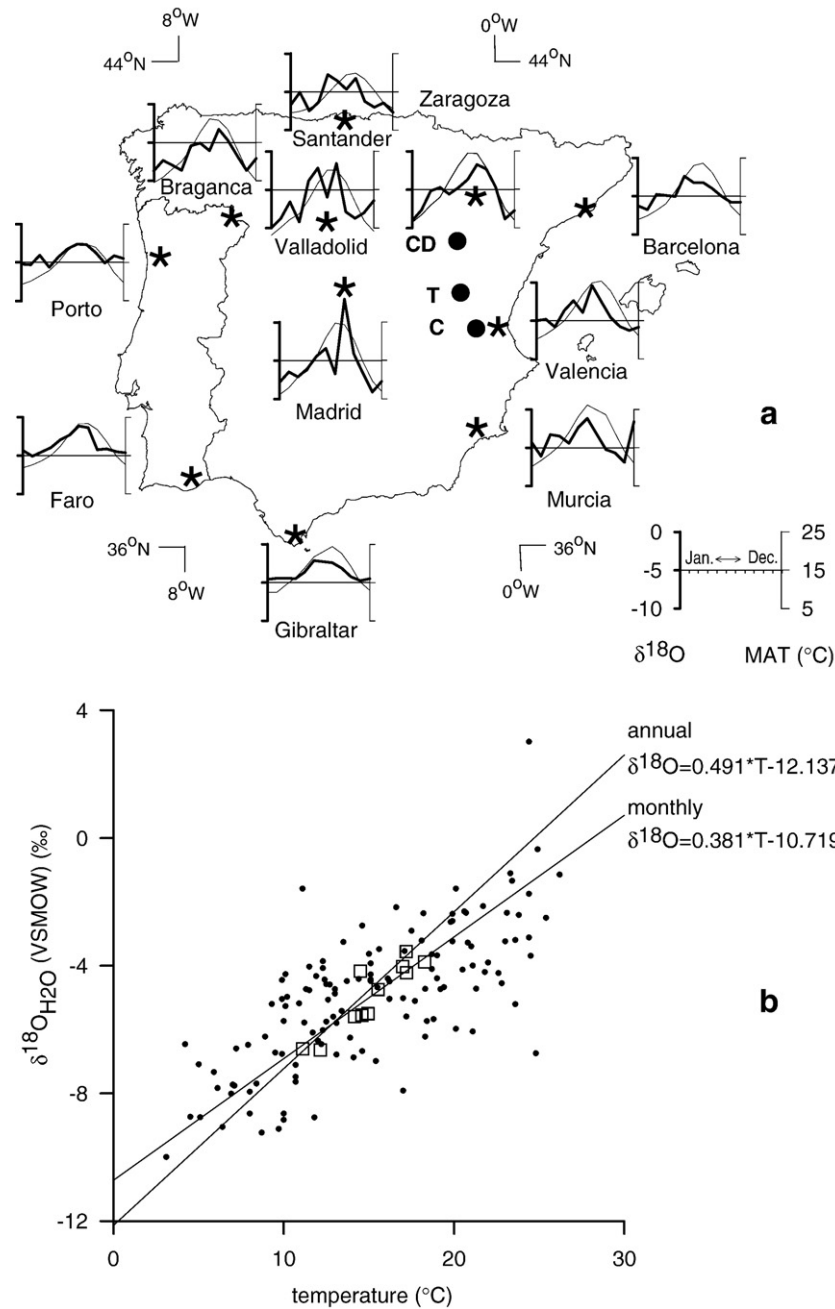 8°W
0°W
44°N
44°N
Zaragoza
Santander
Braganca
Valladolid
CD
Barcelona
Porto
T
C
Valencia
Madrid
a
Faro
Murcia
36°N
36°N
8°W
0°W
Gibraltar
0
-5
-10
Jan. ↔ Dec.
25
15
5
δ18O
MAT (°C)
4
0
-4
-8
-12
δ18OH2O (VSMOW) (‰)
annual
δ18O=0.491*T-12.137
monthly
δ18O=0.381*T-10.719
b
0
10
20
30
temperature (°C)